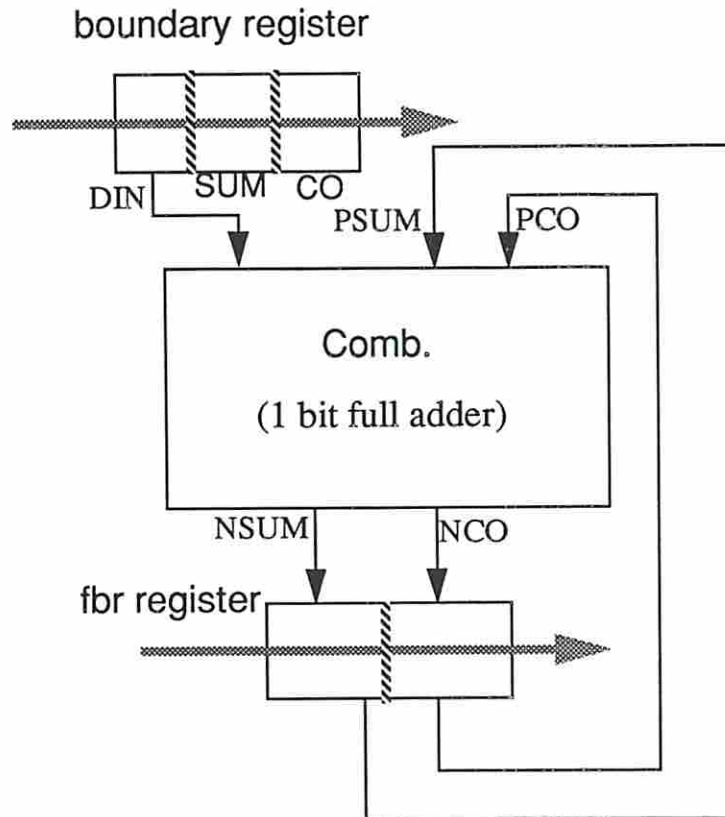 boundary register
DIN
SUM
CO
PSUM
PCO
Comb.
(1 bit full adder)
NSUM
NCO
fbr register